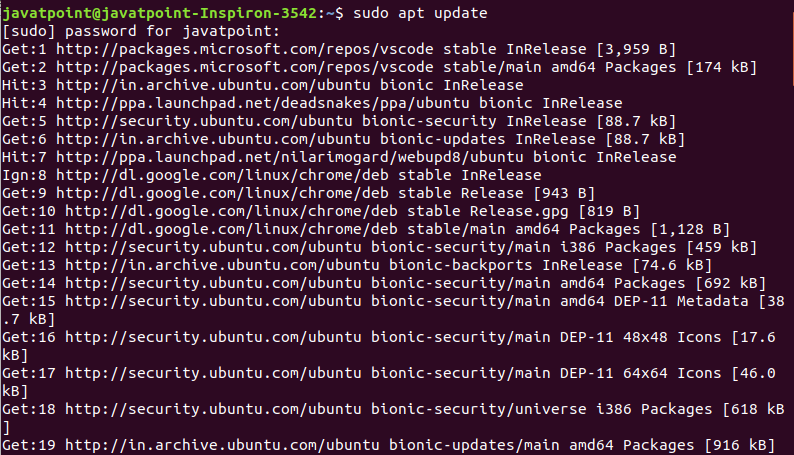 javatpoint@javatpoint-Inspiron-3542:~$ sudo apt update
[sudo] password for javatpoint:
Get:1 http://packages.microsoft.com/repos/vscode stable InRelease [3,959 B]
Get:2 http://packages.microsoft.com/repos/vscode stable/main amd64 Packages [174 kB]
Hit:3 http://in.archive.ubuntu.com/ubuntu bionic InRelease
Hit:4 http://ppa.launchpad.net/deadsnakes/ppa/ubuntu bionic InRelease
Get:5 http://security.ubuntu.com/ubuntu bionic-security InRelease [88.7 kB]
Get:6 http://in.archive.ubuntu.com/ubuntu bionic-updates InRelease [88.7 kB]
Hit:7 http://ppa.launchpad.net/nilarimogard/webupd8/ubuntu bionic InRelease
Ign:8 http://dl.google.com/linux/chrome/deb stable InRelease
Get:9 http://dl.google.com/linux/chrome/deb stable Release [943 B]
Get:10 http://dl.google.com/linux/chrome/deb stable Release.gpg [819 B]
Get:11 http://dl.google.com/linux/chrome/deb stable/main amd64 Packages [1,128 B]
Get:12 http://security.ubuntu.com/ubuntu bionic-security/main i386 Packages [459 kB]
Get:13 http://in.archive.ubuntu.com/ubuntu bionic-backports InRelease [74.6 kB]
Get:14 http://security.ubuntu.com/ubuntu bionic-security/main amd64 Packages [692 kB]
Get:15 http://security.ubuntu.com/ubuntu bionic-security/main amd64 DEP-11 Metadata [38
.7 kB]
Get:16 http://security.ubuntu.com/ubuntu bionic-security/main DEP-11 48x48 Icons [17.6
kB]
Get:17 http://security.ubuntu.com/ubuntu bionic-security/main DEP-11 64x64 Icons [46.0
kB]
Get:18 http://security.ubuntu.com/ubuntu bionic-security/universe i386 Packages [618 kB
]
Get:19 http://in.archive.ubuntu.com/ubuntu bionic-updates/main amd64 Packages [916 kB]